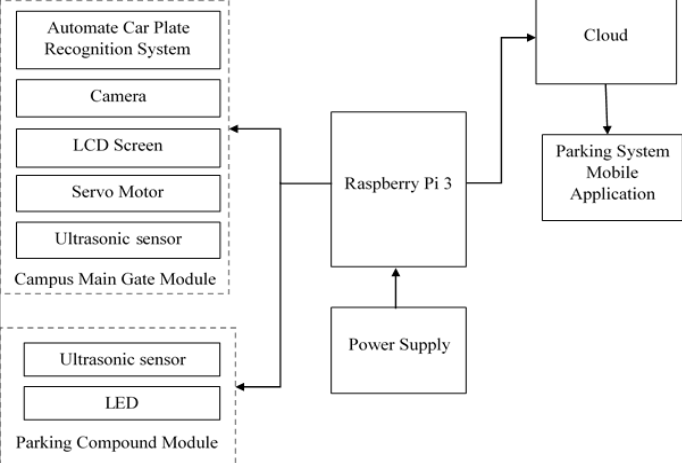 Automate Car Plate
Recognition System
Camera
LCD Screen
Servo Motor
Ultrasonic sensor
Campus Main Gate Module
Ultrasonic sensor
LED
Parking Compound Module
Raspberry Pi 3
Power Supply
Cloud
Parking System
Mobile
Application